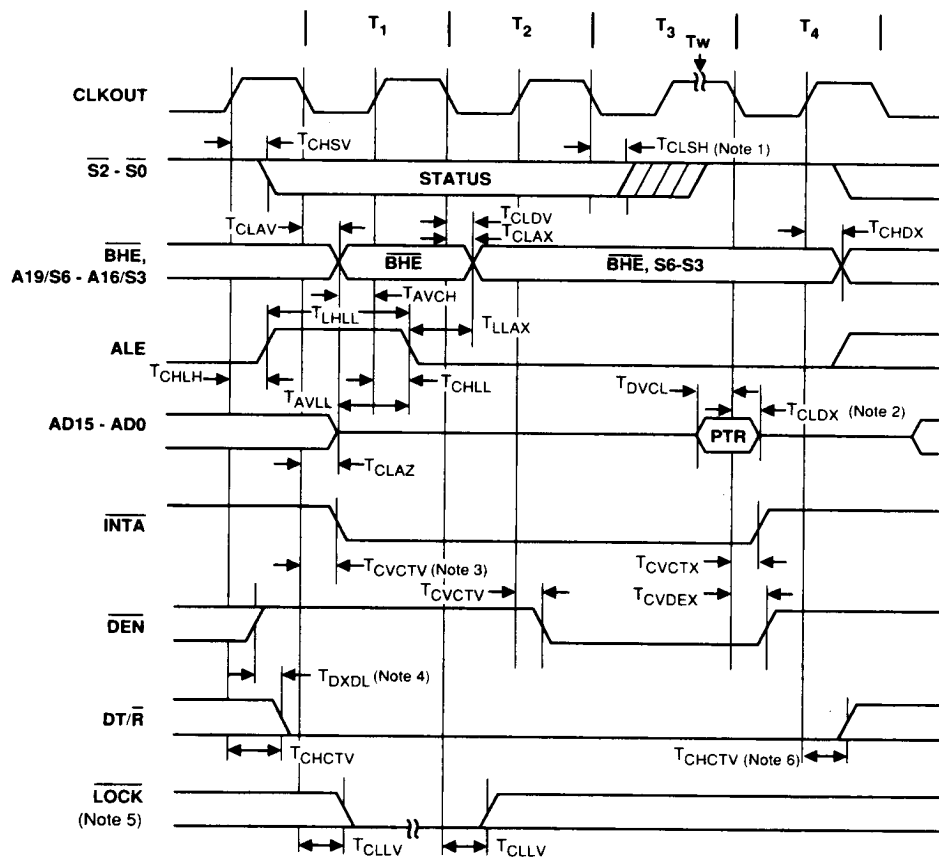 T1 T2 T3 T4
Tw
CLKOUT
TCHSV
TCLSH (Note 1)
S2 - S0
STATUS
TCLAV
TCLDV
TCLAX
TCHDX
BHE,
A19/S6 - A16/S3
BHE
BHE, S6-S3
TAVCH
TLHLL
TLLAX
ALE
TCHLH
TCHLL
TDVCL
TAVLL
TCLDX (Note 2)
AD15 - AD0
PTR
TCLAZ
INTA
TCVCTV (Note 3)
TCVCTX
TCVCTV
TCVDEX
DEN
TDXDL (Note 4)
DT/R
TCHCTV
TCHCTV (Note 6)
LOCK
(Note 5)
TCLLV
TCLLV